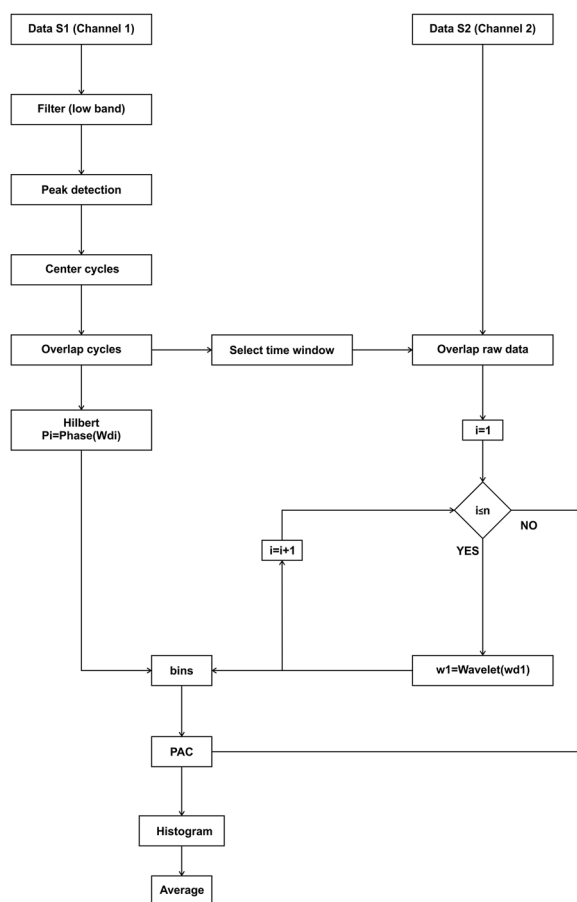 Data S1 (Channel 1)
Data S2 (Channel 2)
Filter (low band)
Peak detection
Center cycles
Overlap cycles
Select time window
Overlap raw data
Hilbert
Pi=Phase(Wdi)
i=1
i≤n
NO
YES
i=i+1
bins
w1=Wavelet(wd1)
PAC
Histogram
Average